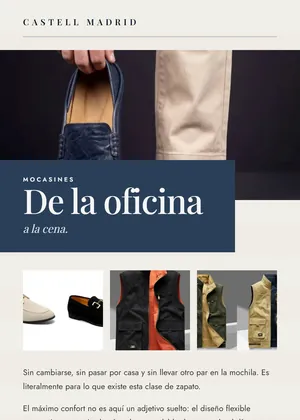 CASTELL MADRID
MOCASINES
De la oficina
a la cena.
Sin cambiarse, sin pasar por casa y sin llevar otro par en la mochila. Es
literalmente para lo que existe esta clase de zapato.
El máximo confort no es aquí un adjetivo suelto: el diseño flexible